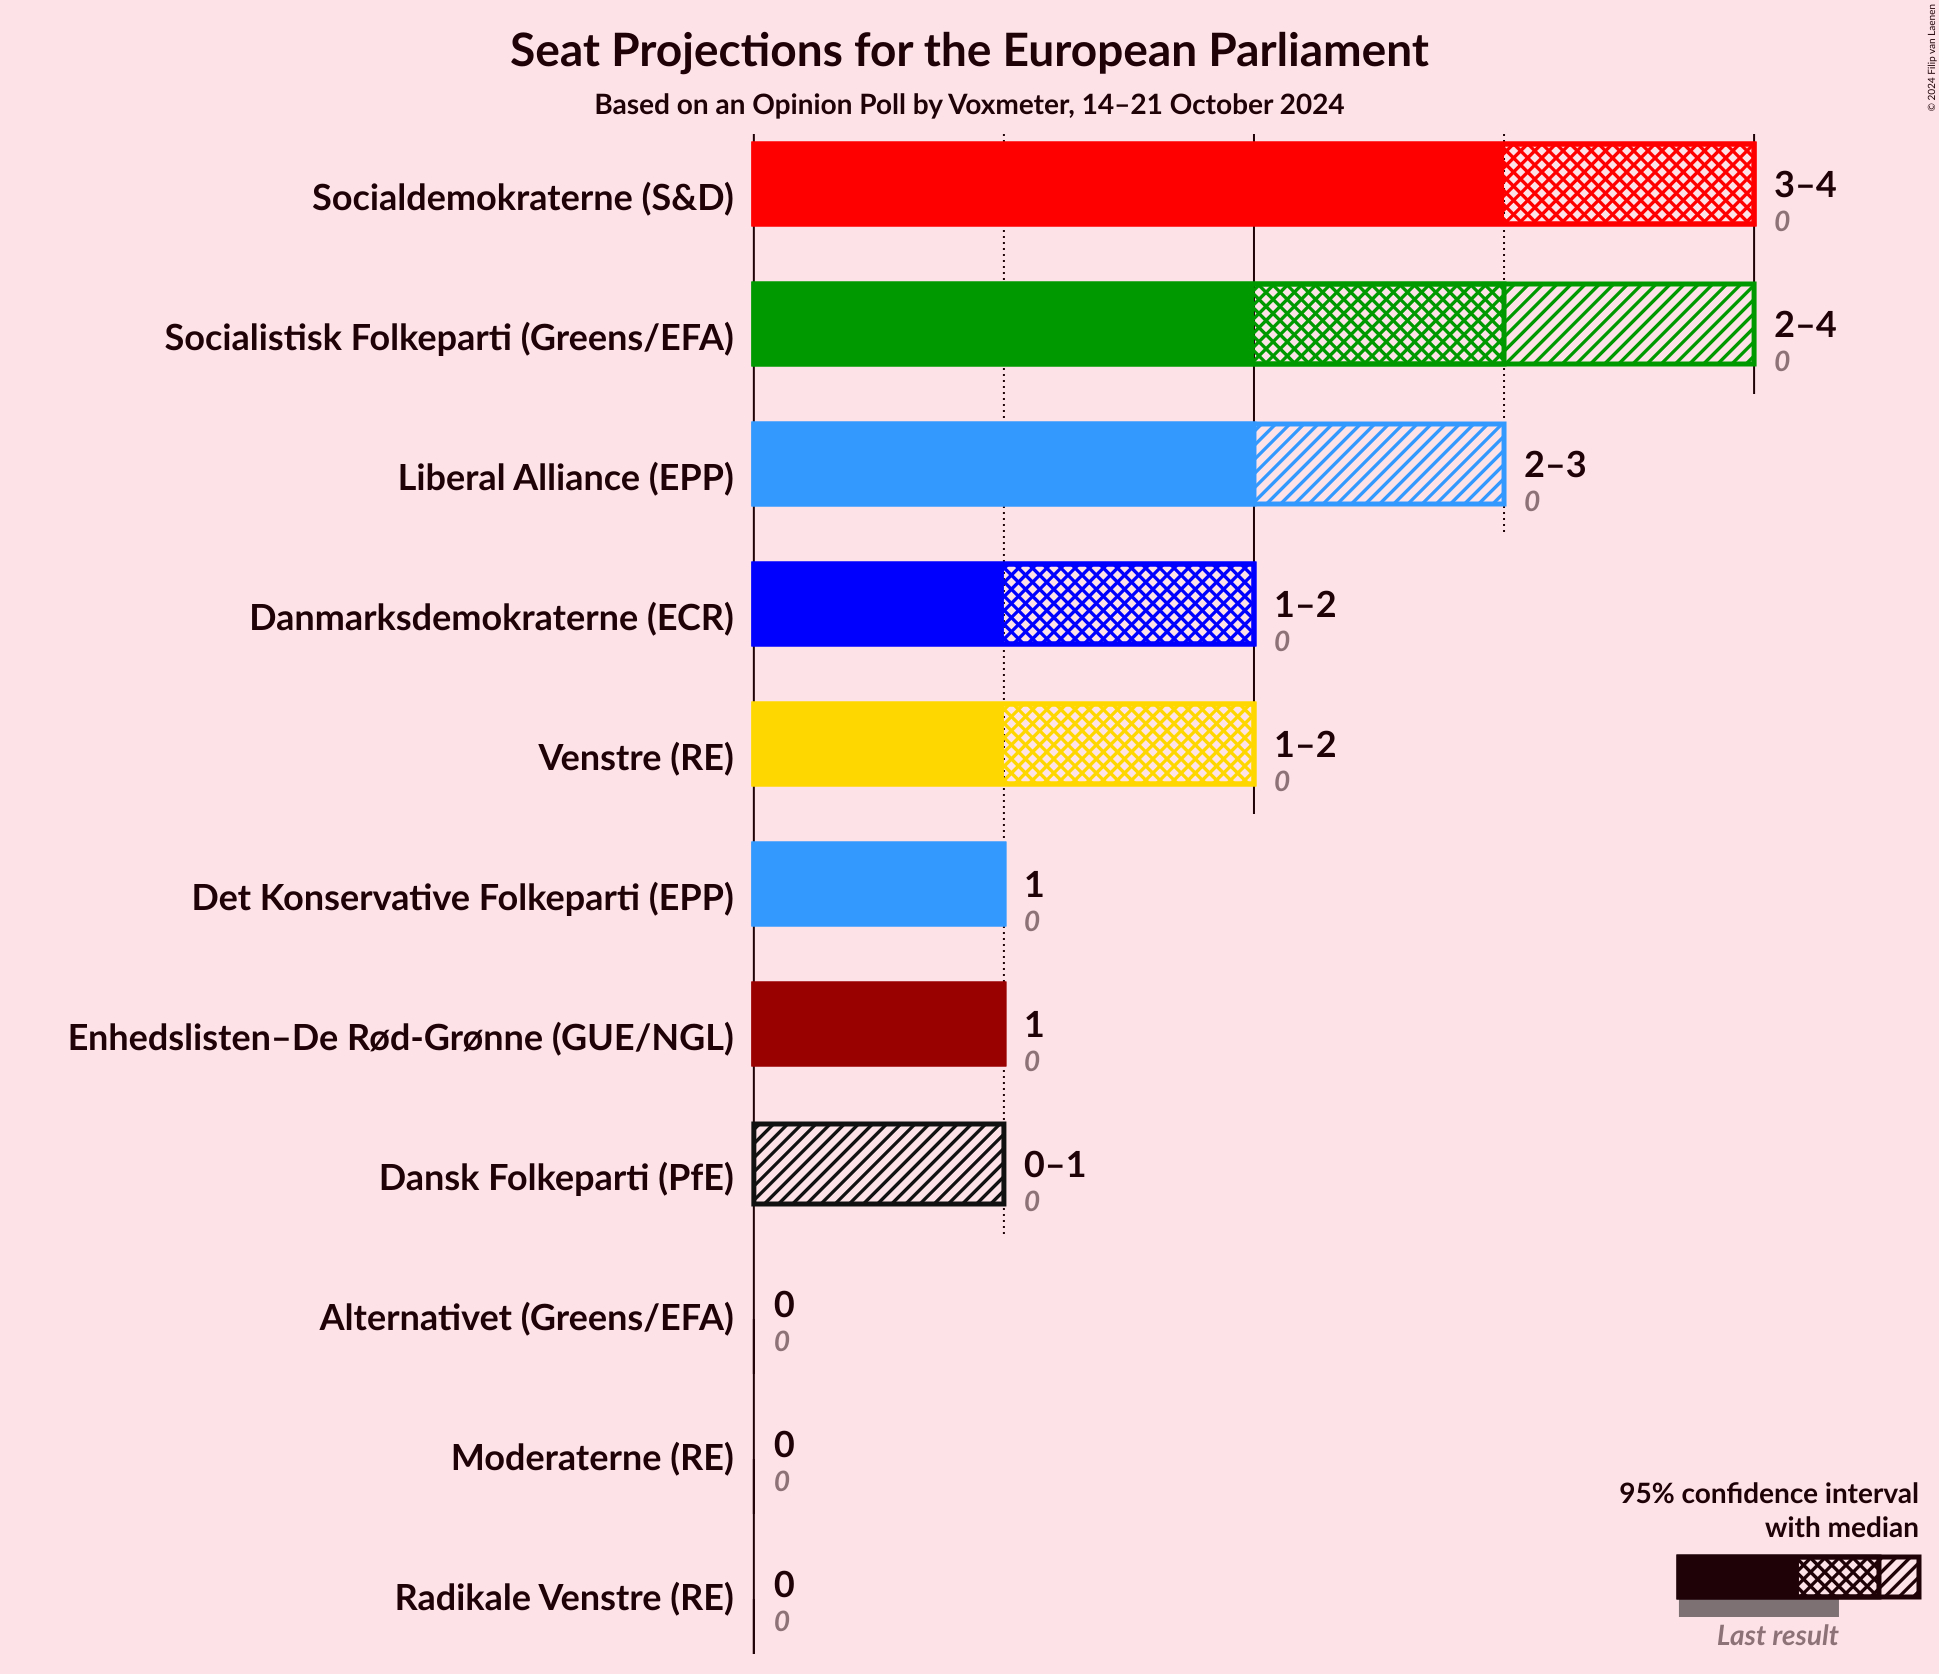 Seat Projections for the European Parliament
Based on an Opinion Poll by Voxmeter, 14–21 October 2024
© 2024 Filip van Laenen
Socialdemokraterne (S&D)
3–4
0
Socialistisk Folkeparti (Greens/EFA)
2–4
0
Liberal Alliance (EPP)
2–3
0
Danmarksdemokraterne (ECR)
1–2
0
Venstre (RE)
1–2
0
Det Konservative Folkeparti (EPP)
1
0
Enhedslisten–De Rød-Grønne (GUE/NGL)
1
0
Dansk Folkeparti (PfE)
0–1
0
Alternativet (Greens/EFA)
0
0
Moderaterne (RE)
0
0
Radikale Venstre (RE)
0
0
95% confidence interval
with median
Last result